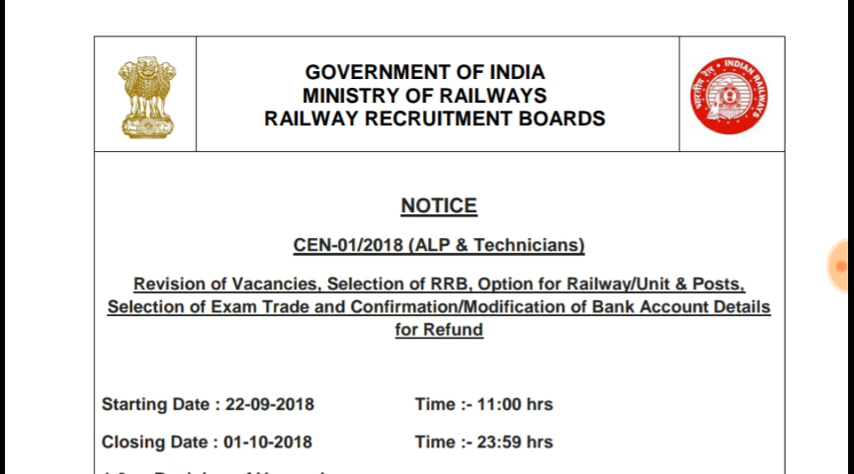 GOVERNMENT OF INDIA
MINISTRY OF RAILWAYS
RAILWAY RECRUITMENT BOARDS
INDIAN RAILWAYS
भारतीय रेल
NOTICE
CEN-01/2018 (ALP & Technicians)
Revision of Vacancies, Selection of RRB, Option for Railway/Unit & Posts,
Selection of Exam Trade and Confirmation/Modification of Bank Account Details
for Refund
Starting Date : 22-09-2018 Time :- 11:00 hrs
Closing Date : 01-10-2018 Time :- 23:59 hrs